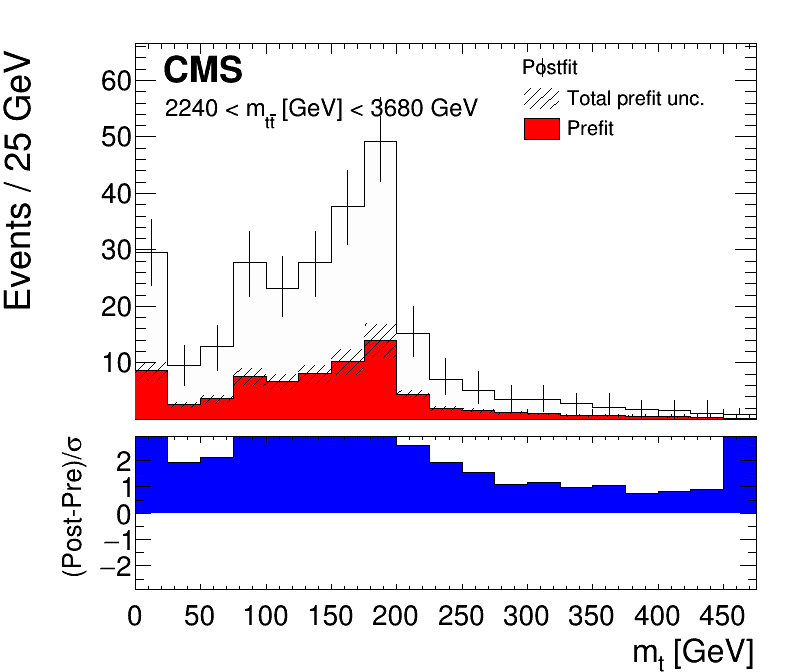 CMS
2240 < m_tt̄ [GeV] < 3680 GeV
Postfit
Total prefit unc.
Prefit
Events / 25 GeV
60
50
40
30
20
10
(Post-Pre)/σ
2
1
0
−1
−2
0 50 100 150 200 250 300 350 400 450
m_t [GeV]